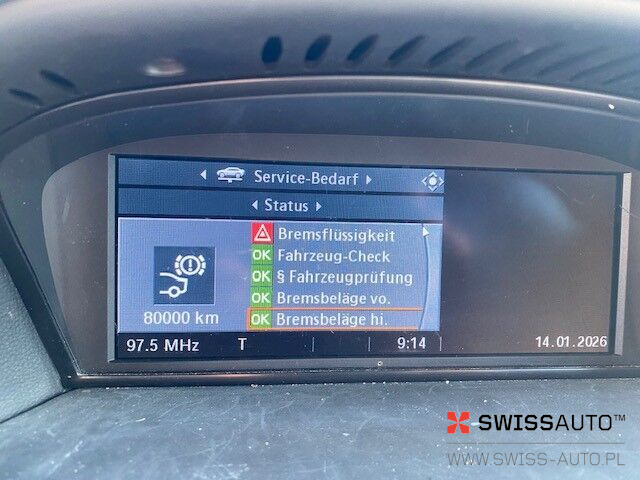 Service-Bedarf
Status
Bremsflüssigkeit
OK Fahrzeug-Check
OK § Fahrzeugprüfung
OK Bremsbeläge vo.
80000 km OK Bremsbeläge hi.
97.5 MHz T 9:14 14.01.2026
SWISSAUTO™
WWW.SWISS-AUTO.PL